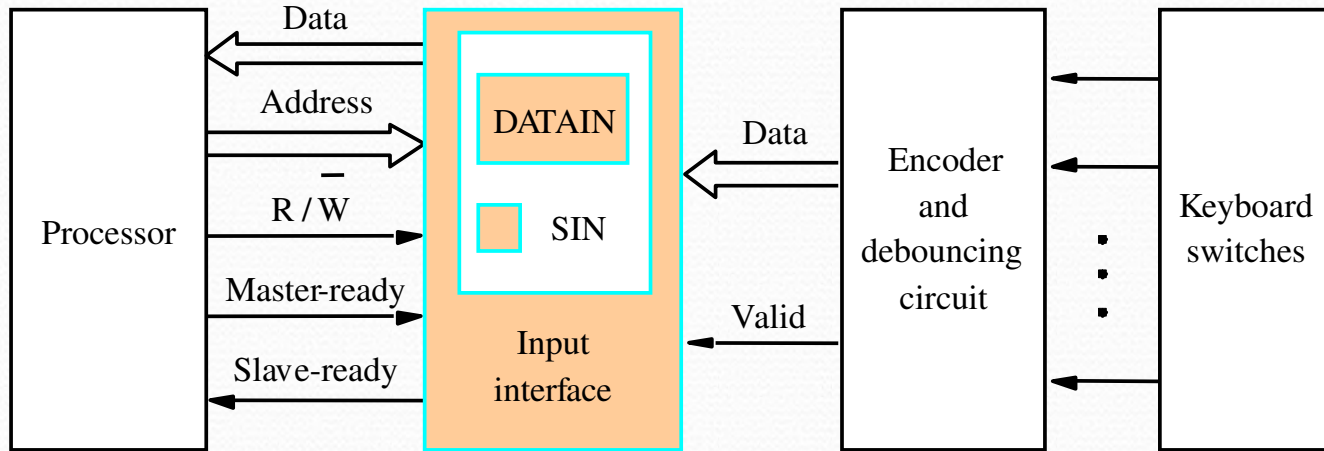 Data
Address
R / W̅
Master-ready
Slave-ready
Processor
DATAIN
SIN
Input
interface
Data
Valid
Encoder
and
debouncing
circuit
Keyboard
switches